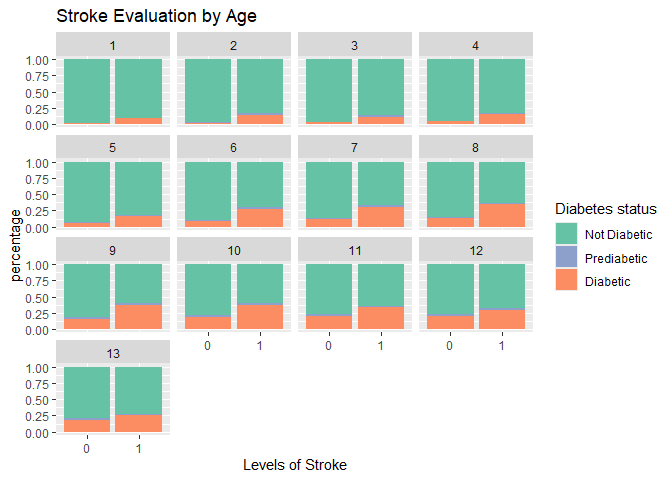 Stroke Evaluation by Age
1 2 3 4
1.00
0.75
0.50
0.25
0.00
5 6 7 8
1.00
0.75
0.50
0.25
0.00
9 10 11 12
1.00
0.75
0.50
0.25
0.00
0 1 0 1 0 1
13
1.00
0.75
0.50
0.25
0.00
0 1
percentage
Levels of Stroke
Diabetes status
Not Diabetic
Prediabetic
Diabetic